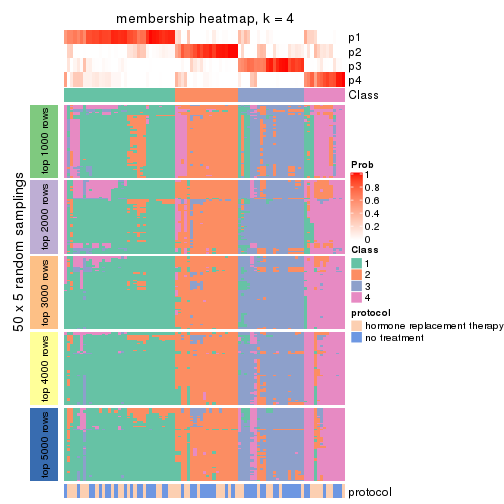 membership heatmap, k = 4
p1
p2
p3
p4
Class
50 x 5 random samplings
top 1000 rows
top 2000 rows
top 3000 rows
top 4000 rows
top 5000 rows
protocol
Prob
1
0.8
0.6
0.4
0.2
0
Class
1
2
3
4
protocol
hormone replacement therapy
no treatment